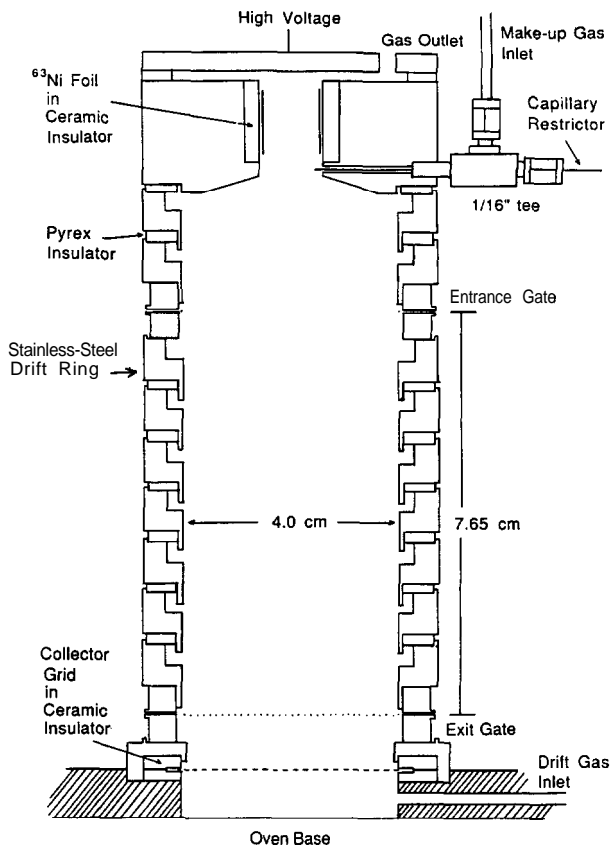 High Voltage
Gas Outlet
Make-up Gas
Inlet
⁶³Ni Foil
in
Ceramic
Insulator
Capillary
Restrictor
1/16" tee
Pyrex
Insulator
Entrance Gate
Stainless-Steel
Drift Ring
4.0 cm
7.65 cm
Collector
Grid
in
Ceramic
Insulator
Exit Gate
Drift Gas
Inlet
Oven Base